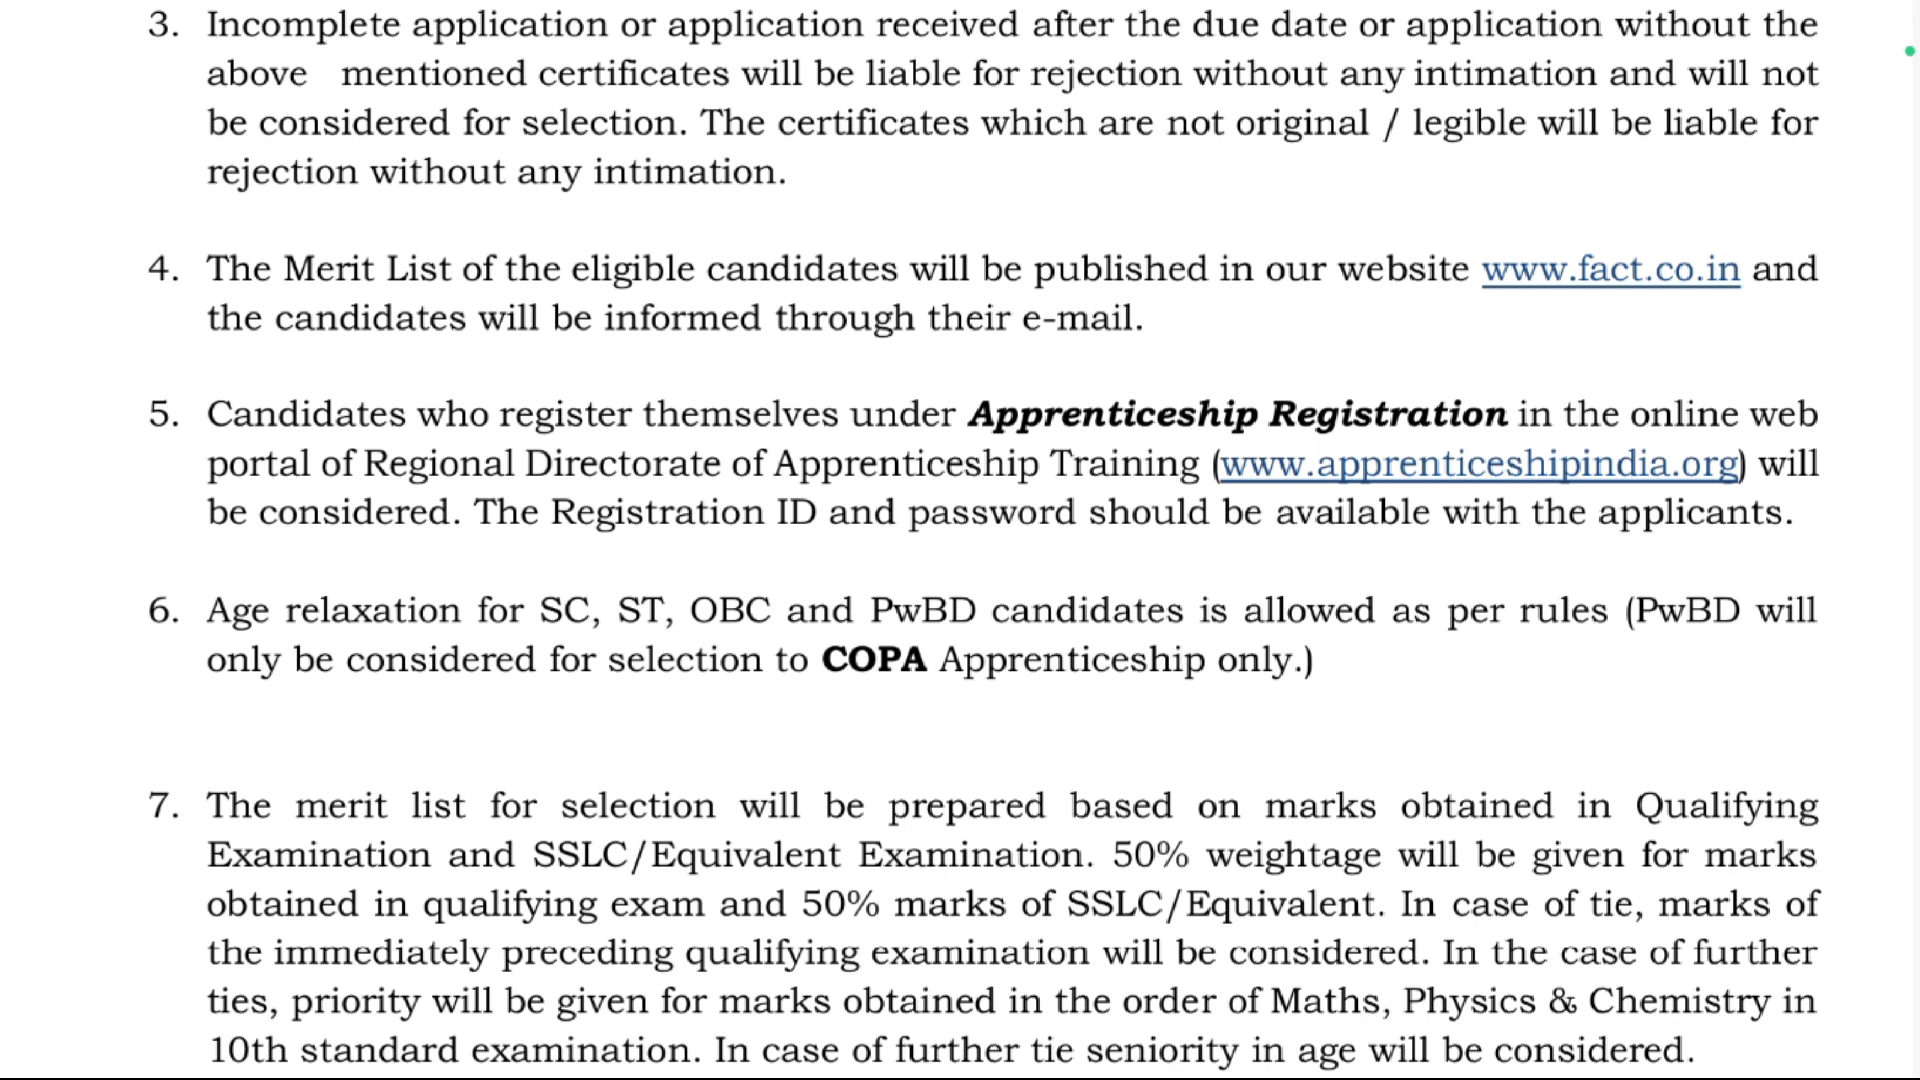 3. Incomplete application or application received after the due date or application without the
above mentioned certificates will be liable for rejection without any intimation and will not
be considered for selection. The certificates which are not original / legible will be liable for
rejection without any intimation.
4. The Merit List of the eligible candidates will be published in our website www.fact.co.in and
the candidates will be informed through their e-mail.
5. Candidates who register themselves under Apprenticeship Registration in the online web
portal of Regional Directorate of Apprenticeship Training (www.apprenticeshipindia.org) will
be considered. The Registration ID and password should be available with the applicants.
6. Age relaxation for SC, ST, OBC and PwBD candidates is allowed as per rules (PwBD will
only be considered for selection to COPA Apprenticeship only.)
7. The merit list for selection will be prepared based on marks obtained in Qualifying
Examination and SSLC/Equivalent Examination. 50% weightage will be given for marks
obtained in qualifying exam and 50% marks of SSLC/Equivalent. In case of tie, marks of
the immediately preceding qualifying examination will be considered. In the case of further
ties, priority will be given for marks obtained in the order of Maths, Physics & Chemistry in
10th standard examination. In case of further tie seniority in age will be considered.